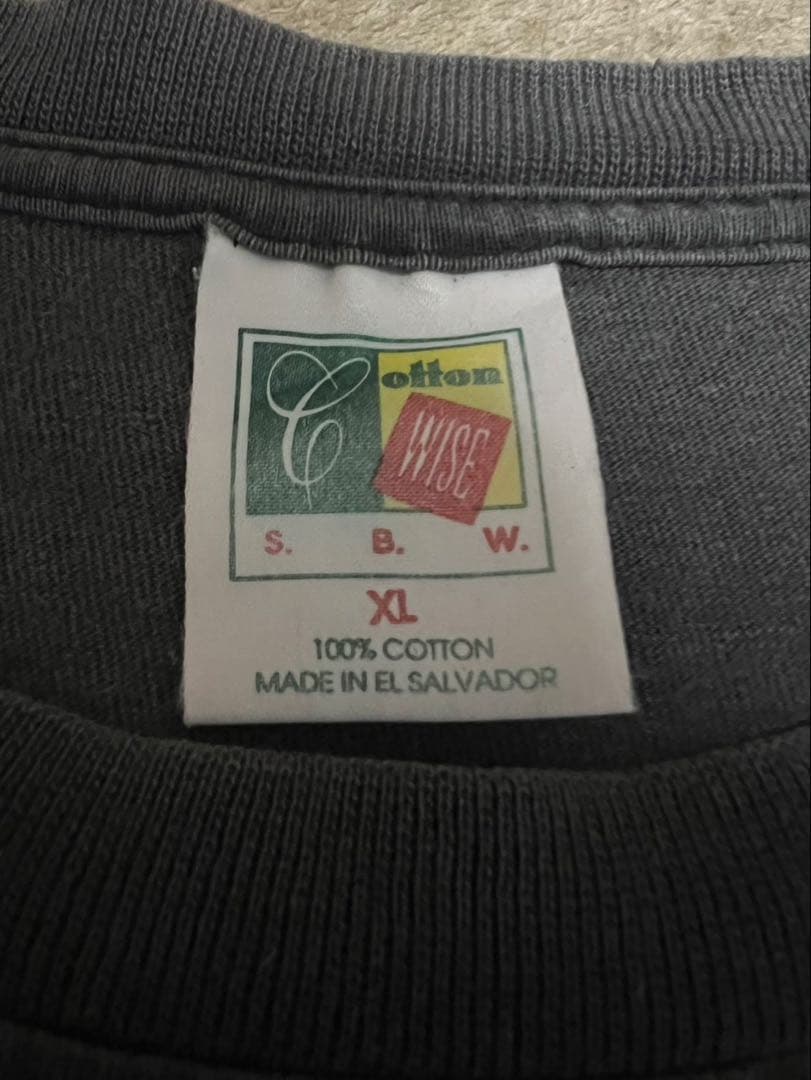 Cotton
WISE
S. B. W.
XL
100% COTTON
MADE IN EL SALVADOR